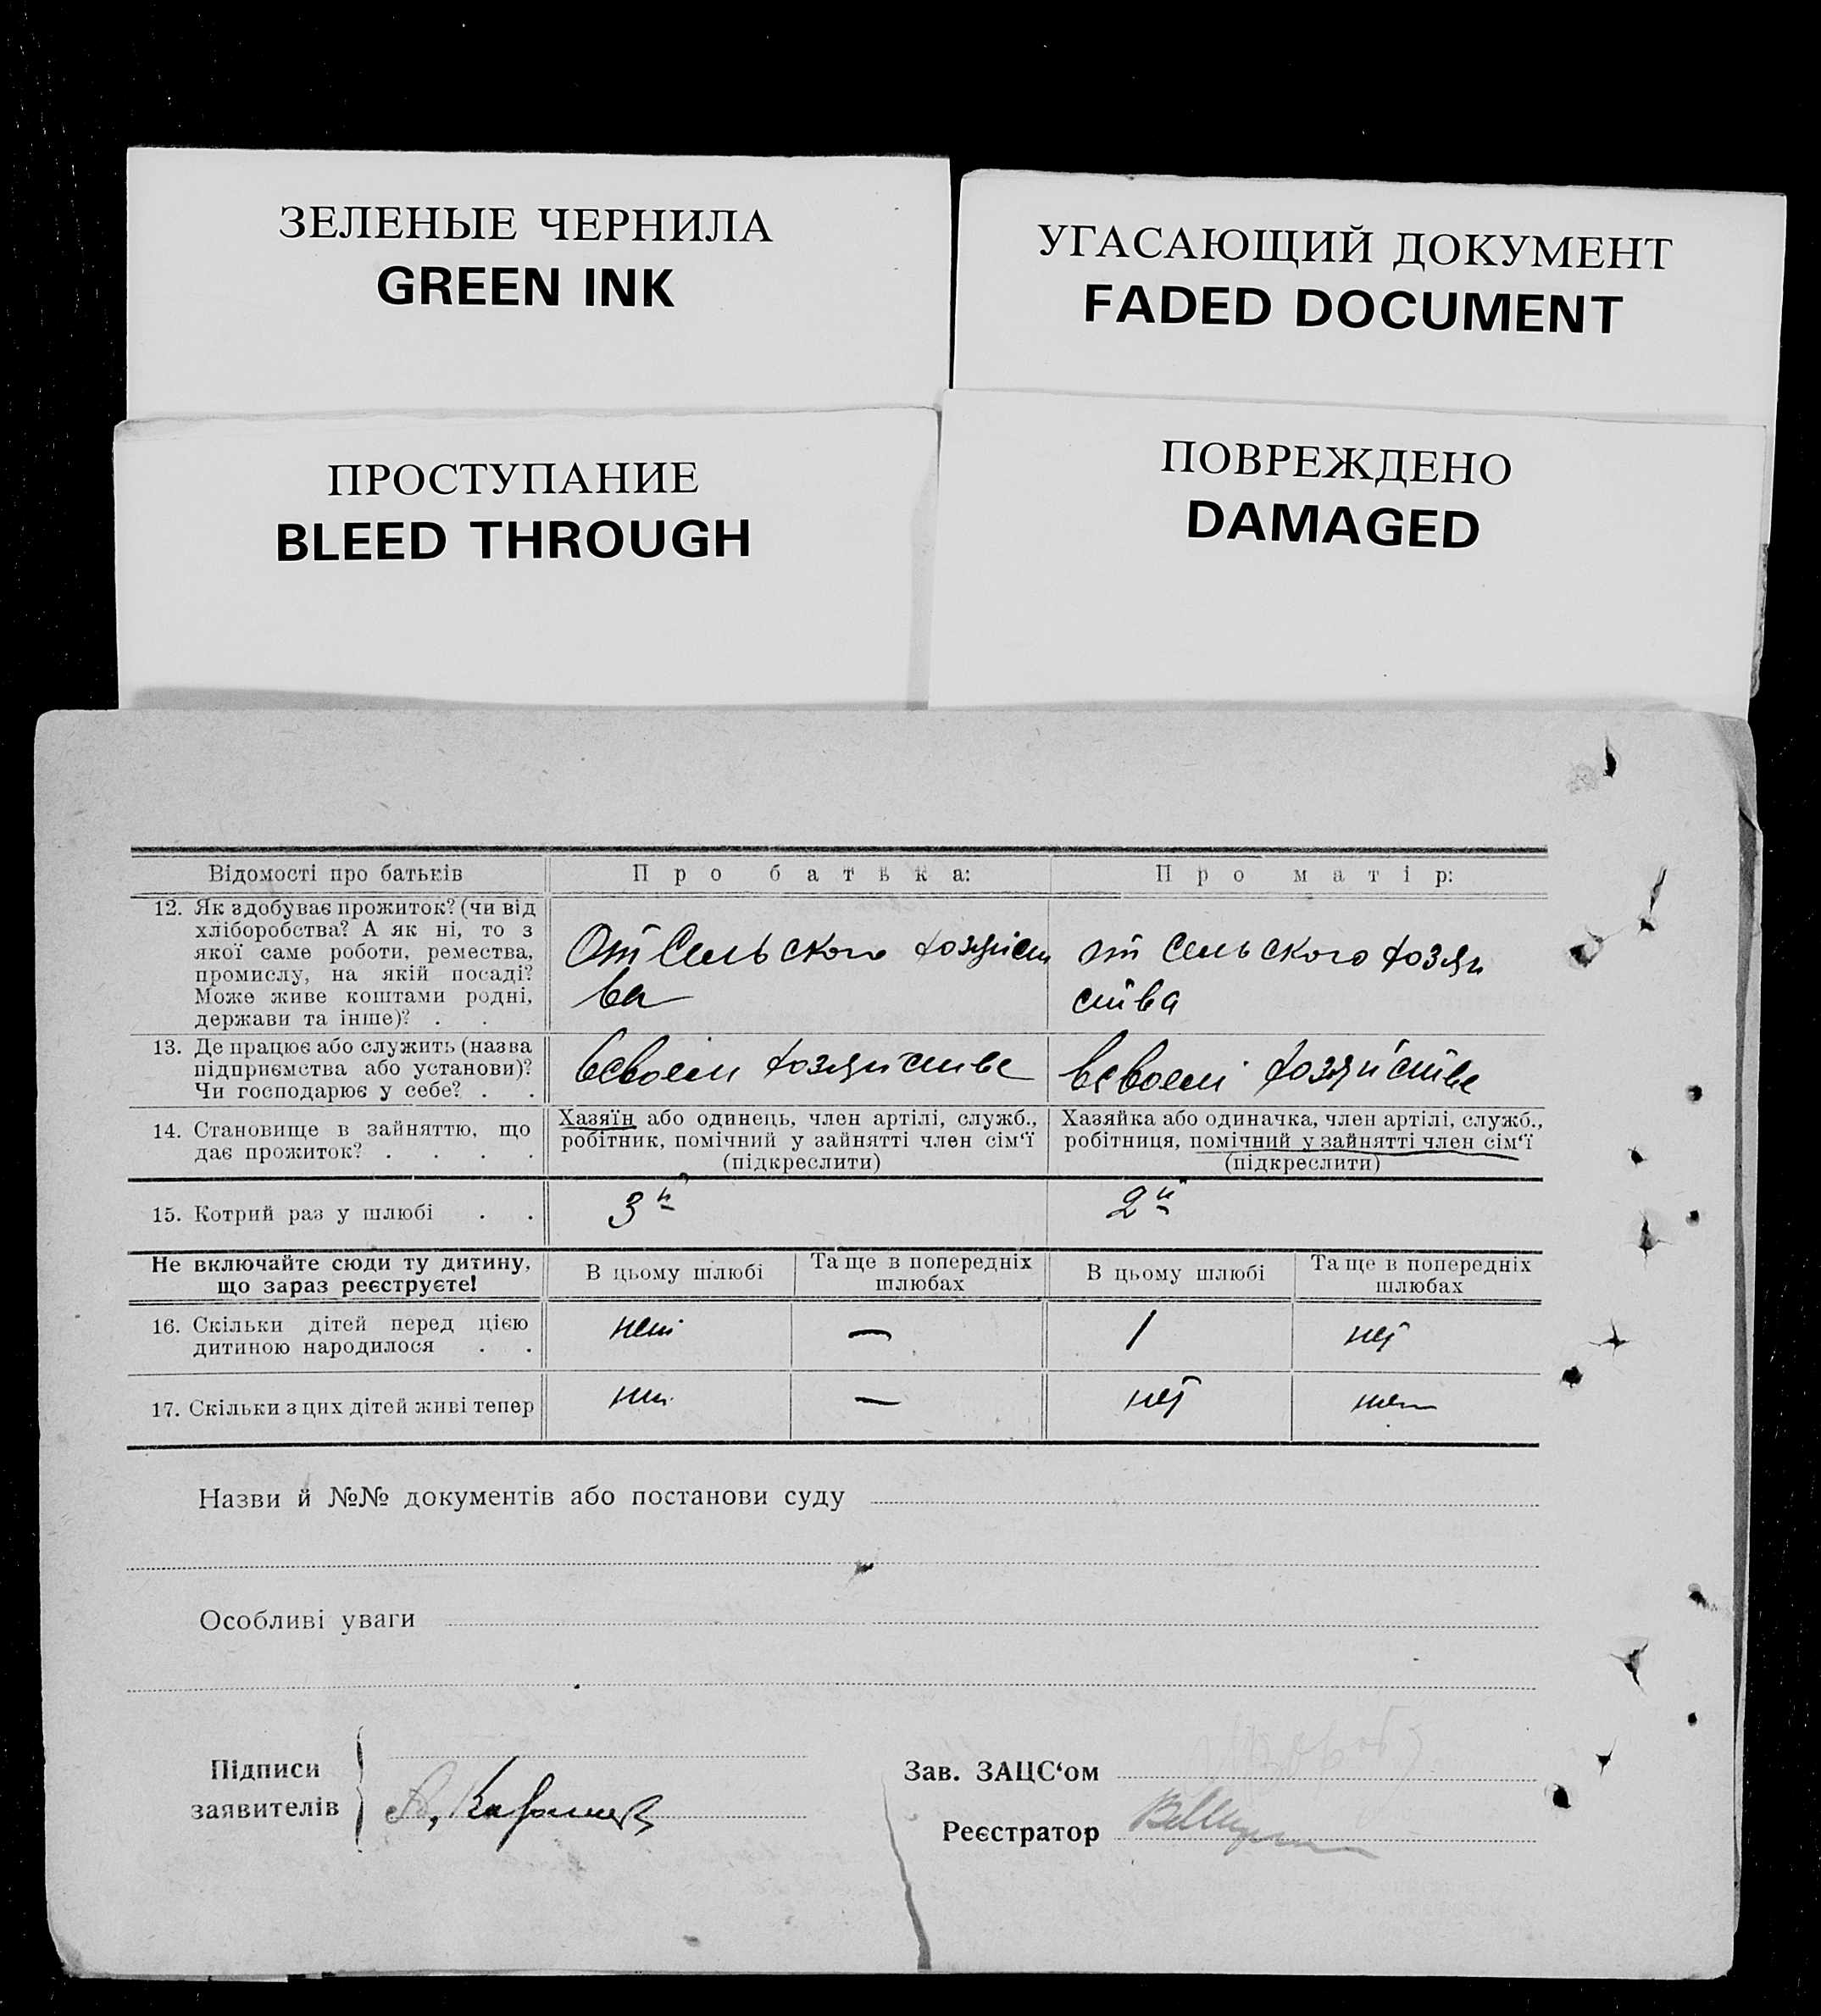 ЗЕЛЕНЫЕ ЧЕРНИЛА
GREEN INK
УГАСАЮЩИЙ ДОКУМЕНТ
FADED DOCUMENT
ПРОСТУПАНИЕ
BLEED THROUGH
ПОВРЕЖДЕНО
DAMAGED
Відомості про батьків
Про батька:
Про матір:
12. Як здобуває прожиток? (чи від
хліборобства? А як ні, то з
якої саме роботи, ремества,
промислу, на якій посаді?
Може живе коштами родні,
держави та інше)? . .
От Сельского хозяйст
ва
от Сельского хозяй
ства
13. Де працює або служить (назва
підприємства або установи)?
Чи господарює у себе? . .
в своем хозяйстве
в своем хозяйстве
14. Становище в зайняттю, що
дає прожиток? . . . .
Хазяїн або одинець, член артілі, служб.,
робітник, помічний у зайнятті член сім'ї
(підкреслити)
Хазяйка або одиначка, член артілі, служб.,
робітниця, помічний у зайнятті член сім'ї
(підкреслити)
15. Котрий раз у шлюбі . .
3й
2й
Не включайте сюди ту дитину,
що зараз реєструєте!
В цьому шлюбі
Та ще в попередніх
шлюбах
В цьому шлюбі
Та ще в попередніх
шлюбах
16. Скільки дітей перед цією
дитиною народилося . .
нет
—
1
нет
17. Скільки з цих дітей живі тепер
нет
—
нет
нет
Назви й №№ документів або постанови суду
Особливі уваги
Підписи
заявителів
Зав. ЗАЦС'ом
Реєстратор